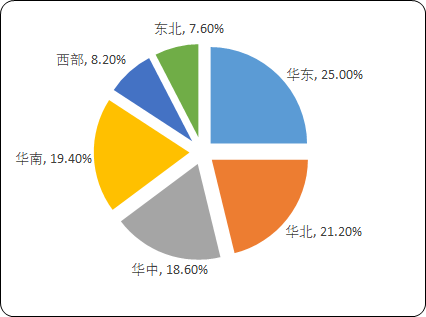 东北, 7.60%
西部, 8.20%
华东, 25.00%
华南, 19.40%
华北, 21.20%
华中, 18.60%